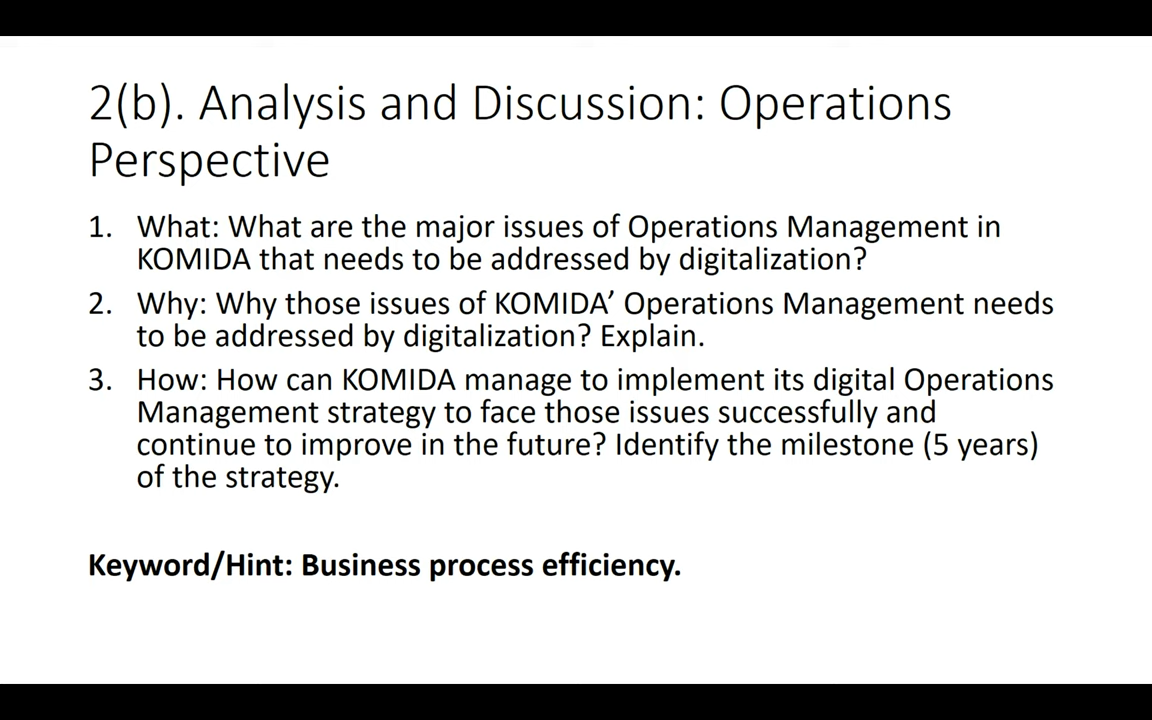 2(b). Analysis and Discussion: Operations
Perspective
1. What: What are the major issues of Operations Management in
KOMIDA that needs to be addressed by digitalization?
2. Why: Why those issues of KOMIDA’ Operations Management needs
to be addressed by digitalization? Explain.
3. How: How can KOMIDA manage to implement its digital Operations
Management strategy to face those issues successfully and
continue to improve in the future? Identify the milestone (5 years)
of the strategy.
Keyword/Hint: Business process efficiency.